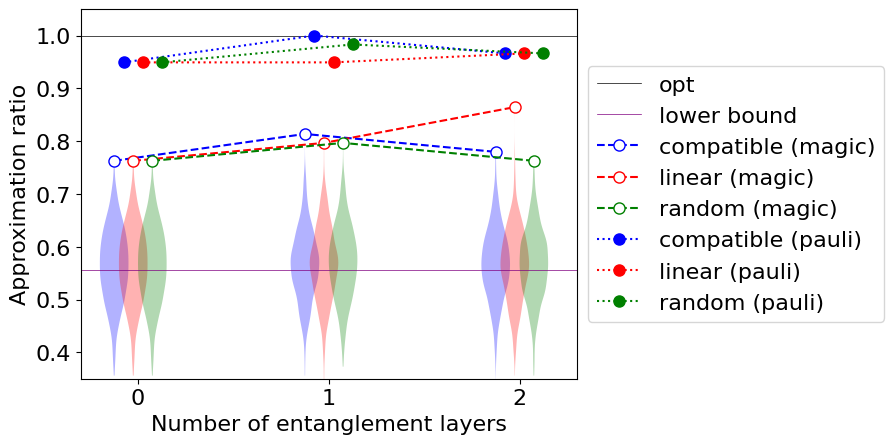 1.0
0.9
0.8
0.7
0.6
0.5
0.4
Approximation ratio
0 1 2
Number of entanglement layers
opt
lower bound
compatible (magic)
linear (magic)
random (magic)
compatible (pauli)
linear (pauli)
random (pauli)